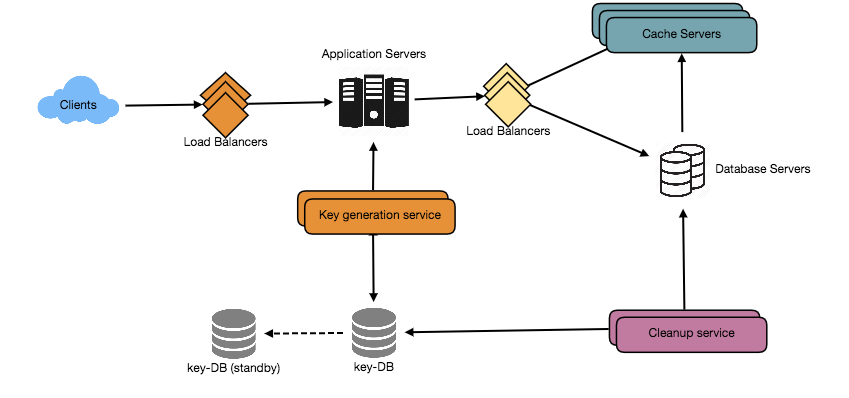 Cache Servers
Application Servers
Clients
Load Balancers
Load Balancers
Database Servers
Key generation service
Cleanup service
key-DB (standby)
key-DB